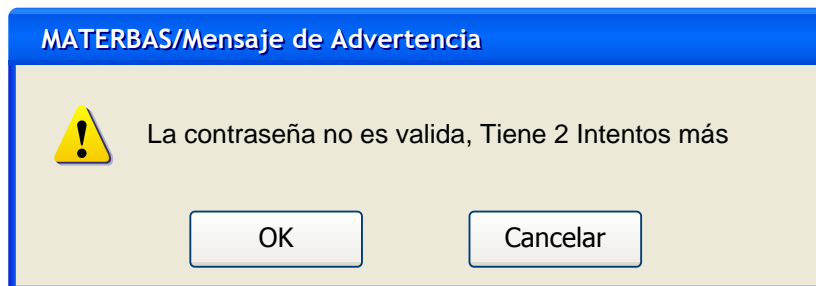 MATERBAS/Mensaje de Advertencia
La contraseña no es valida, Tiene 2 Intentos más
OK
Cancelar